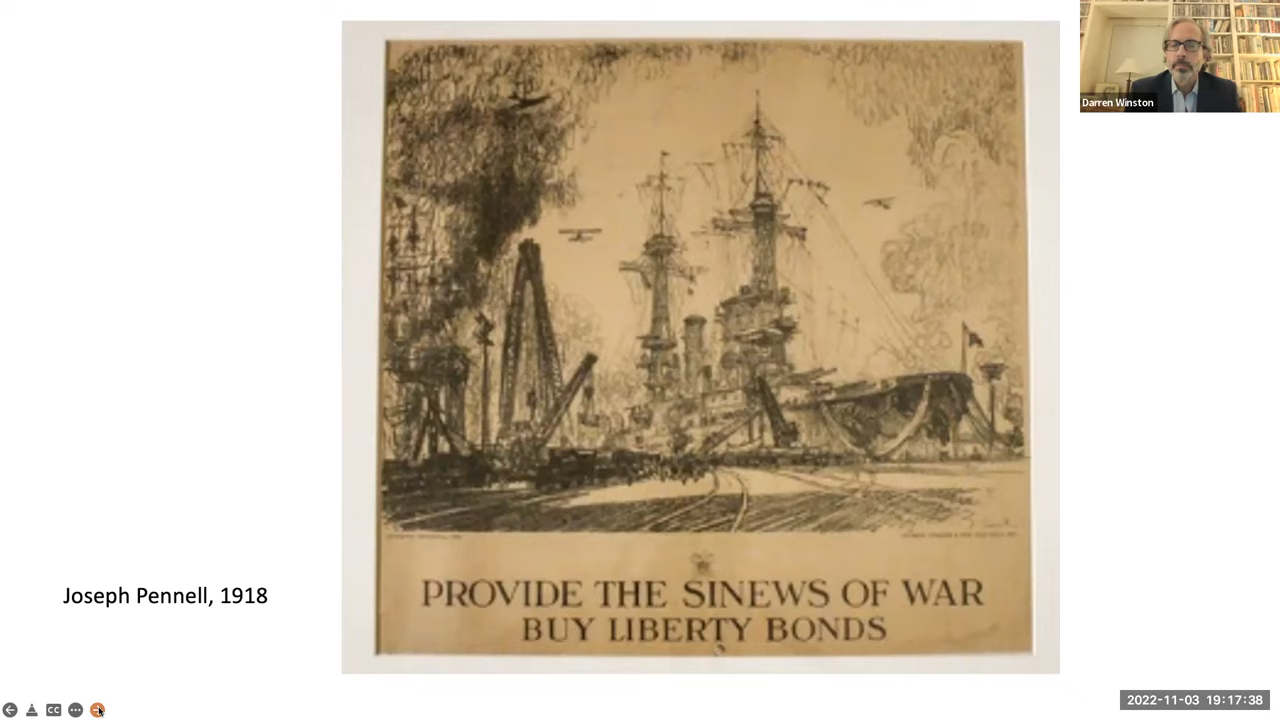 Darren Winston
Joseph Pennell, 1918
PROVIDE THE SINEWS OF WAR
BUY LIBERTY BONDS
CC
2022-11-03 19:17:38